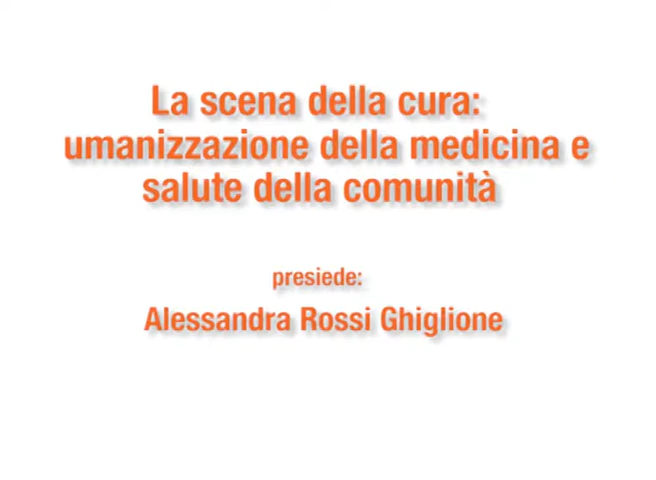 La scena della cura:
umanizzazione della medicina e
salute della comunità
presiede:
Alessandra Rossi Ghiglione